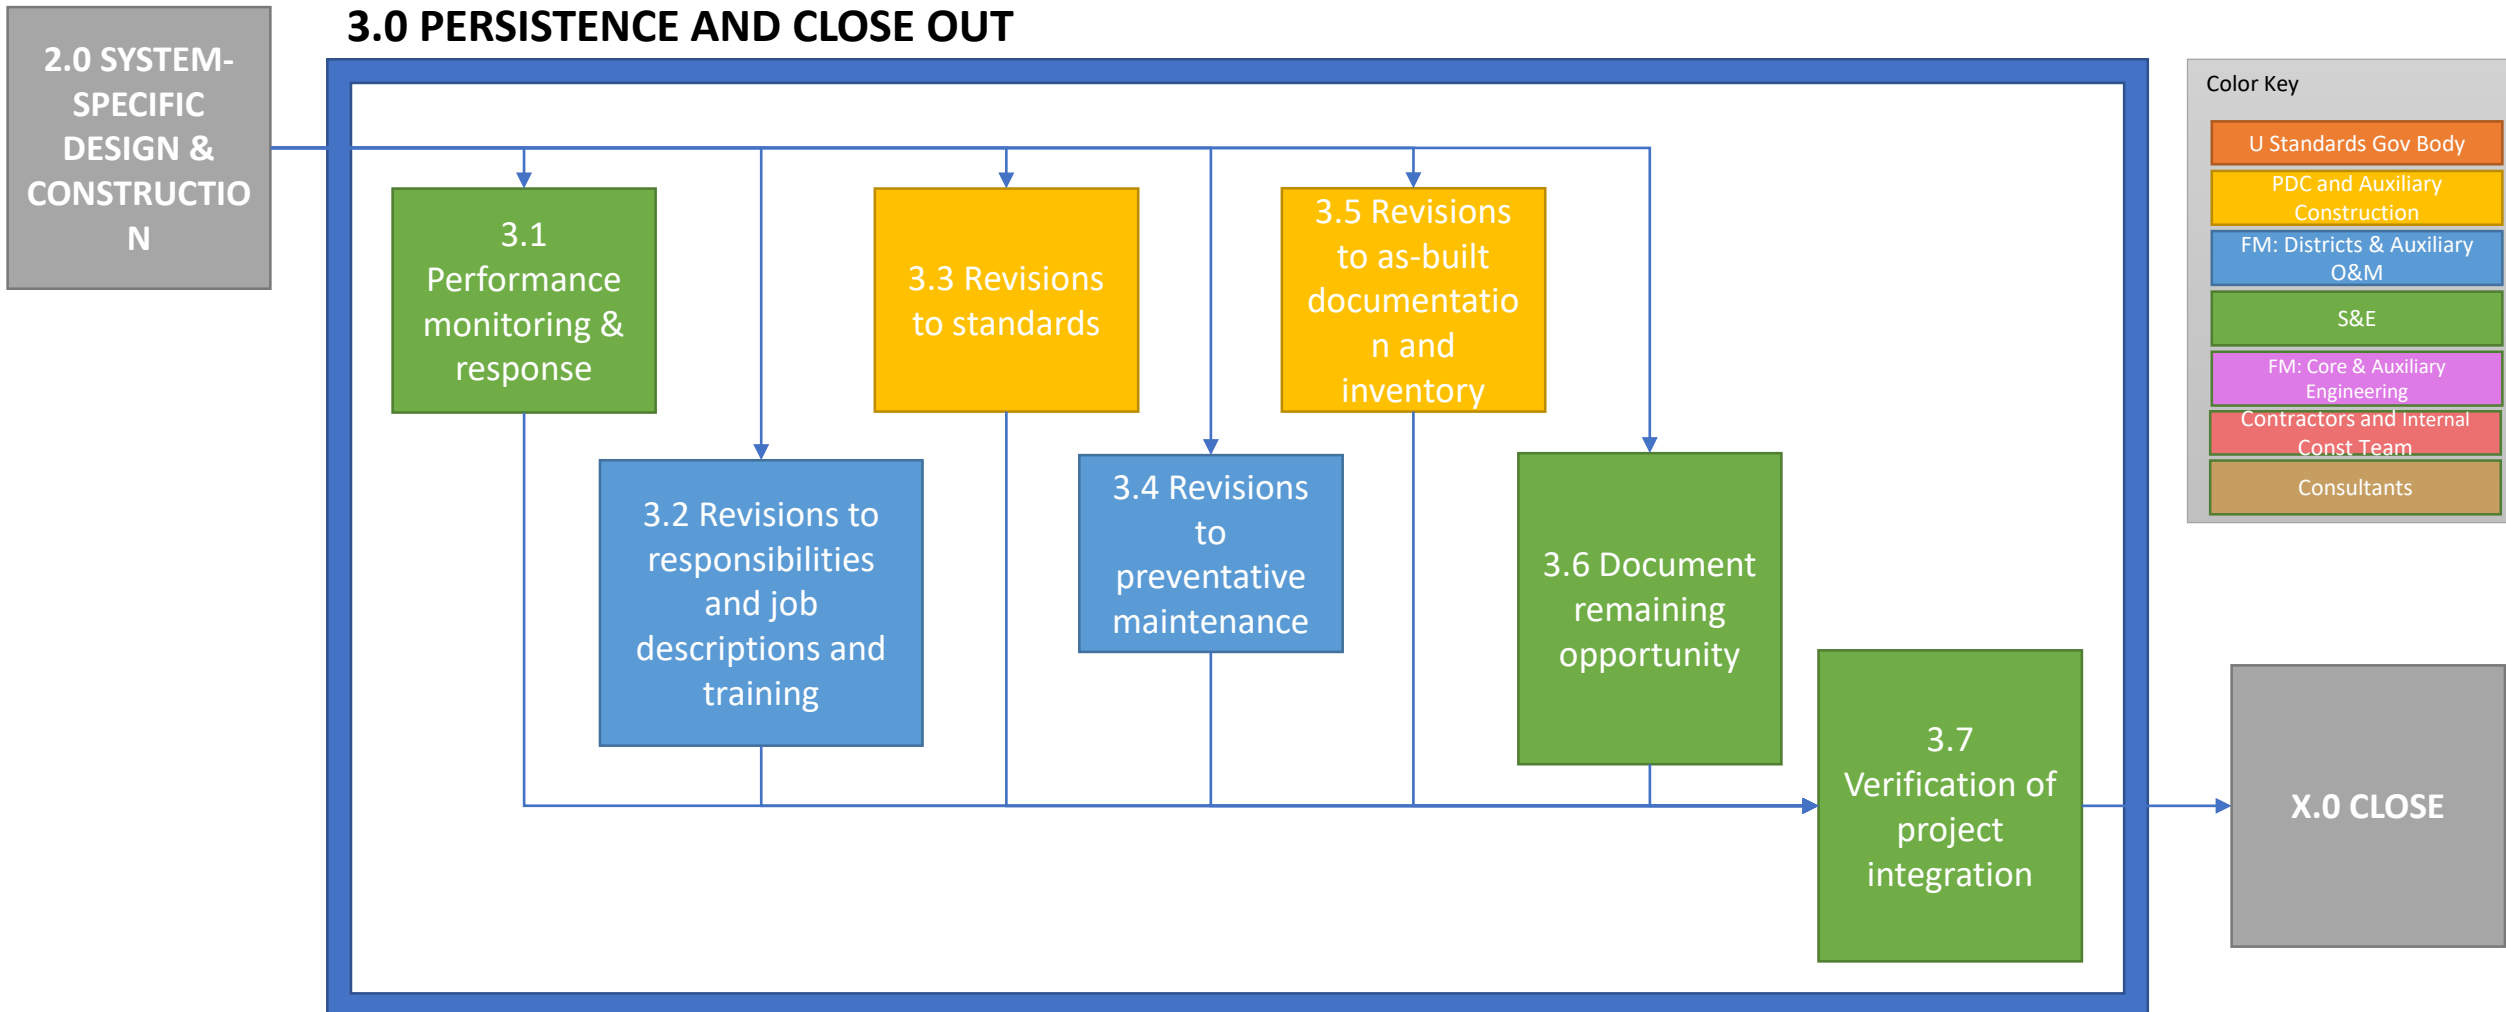 3.0 PERSISTENCE AND CLOSE OUT
2.0 SYSTEM-
SPECIFIC
DESIGN &
CONSTRUCTIO
N
3.1
Performance
monitoring &
response
3.2 Revisions to
responsibilities
and job
descriptions and
training
3.3 Revisions
to standards
3.4 Revisions
to
preventative
maintenance
3.5 Revisions
to as-built
documentatio
n and
inventory
3.6 Document
remaining
opportunity
3.7
Verification of
project
integration
X.0 CLOSE
Color Key
U Standards Gov Body
PDC and Auxiliary
Construction
FM: Districts & Auxiliary
O&M
S&E
FM: Core & Auxiliary
Engineering
Contractors and Internal
Const Team
Consultants